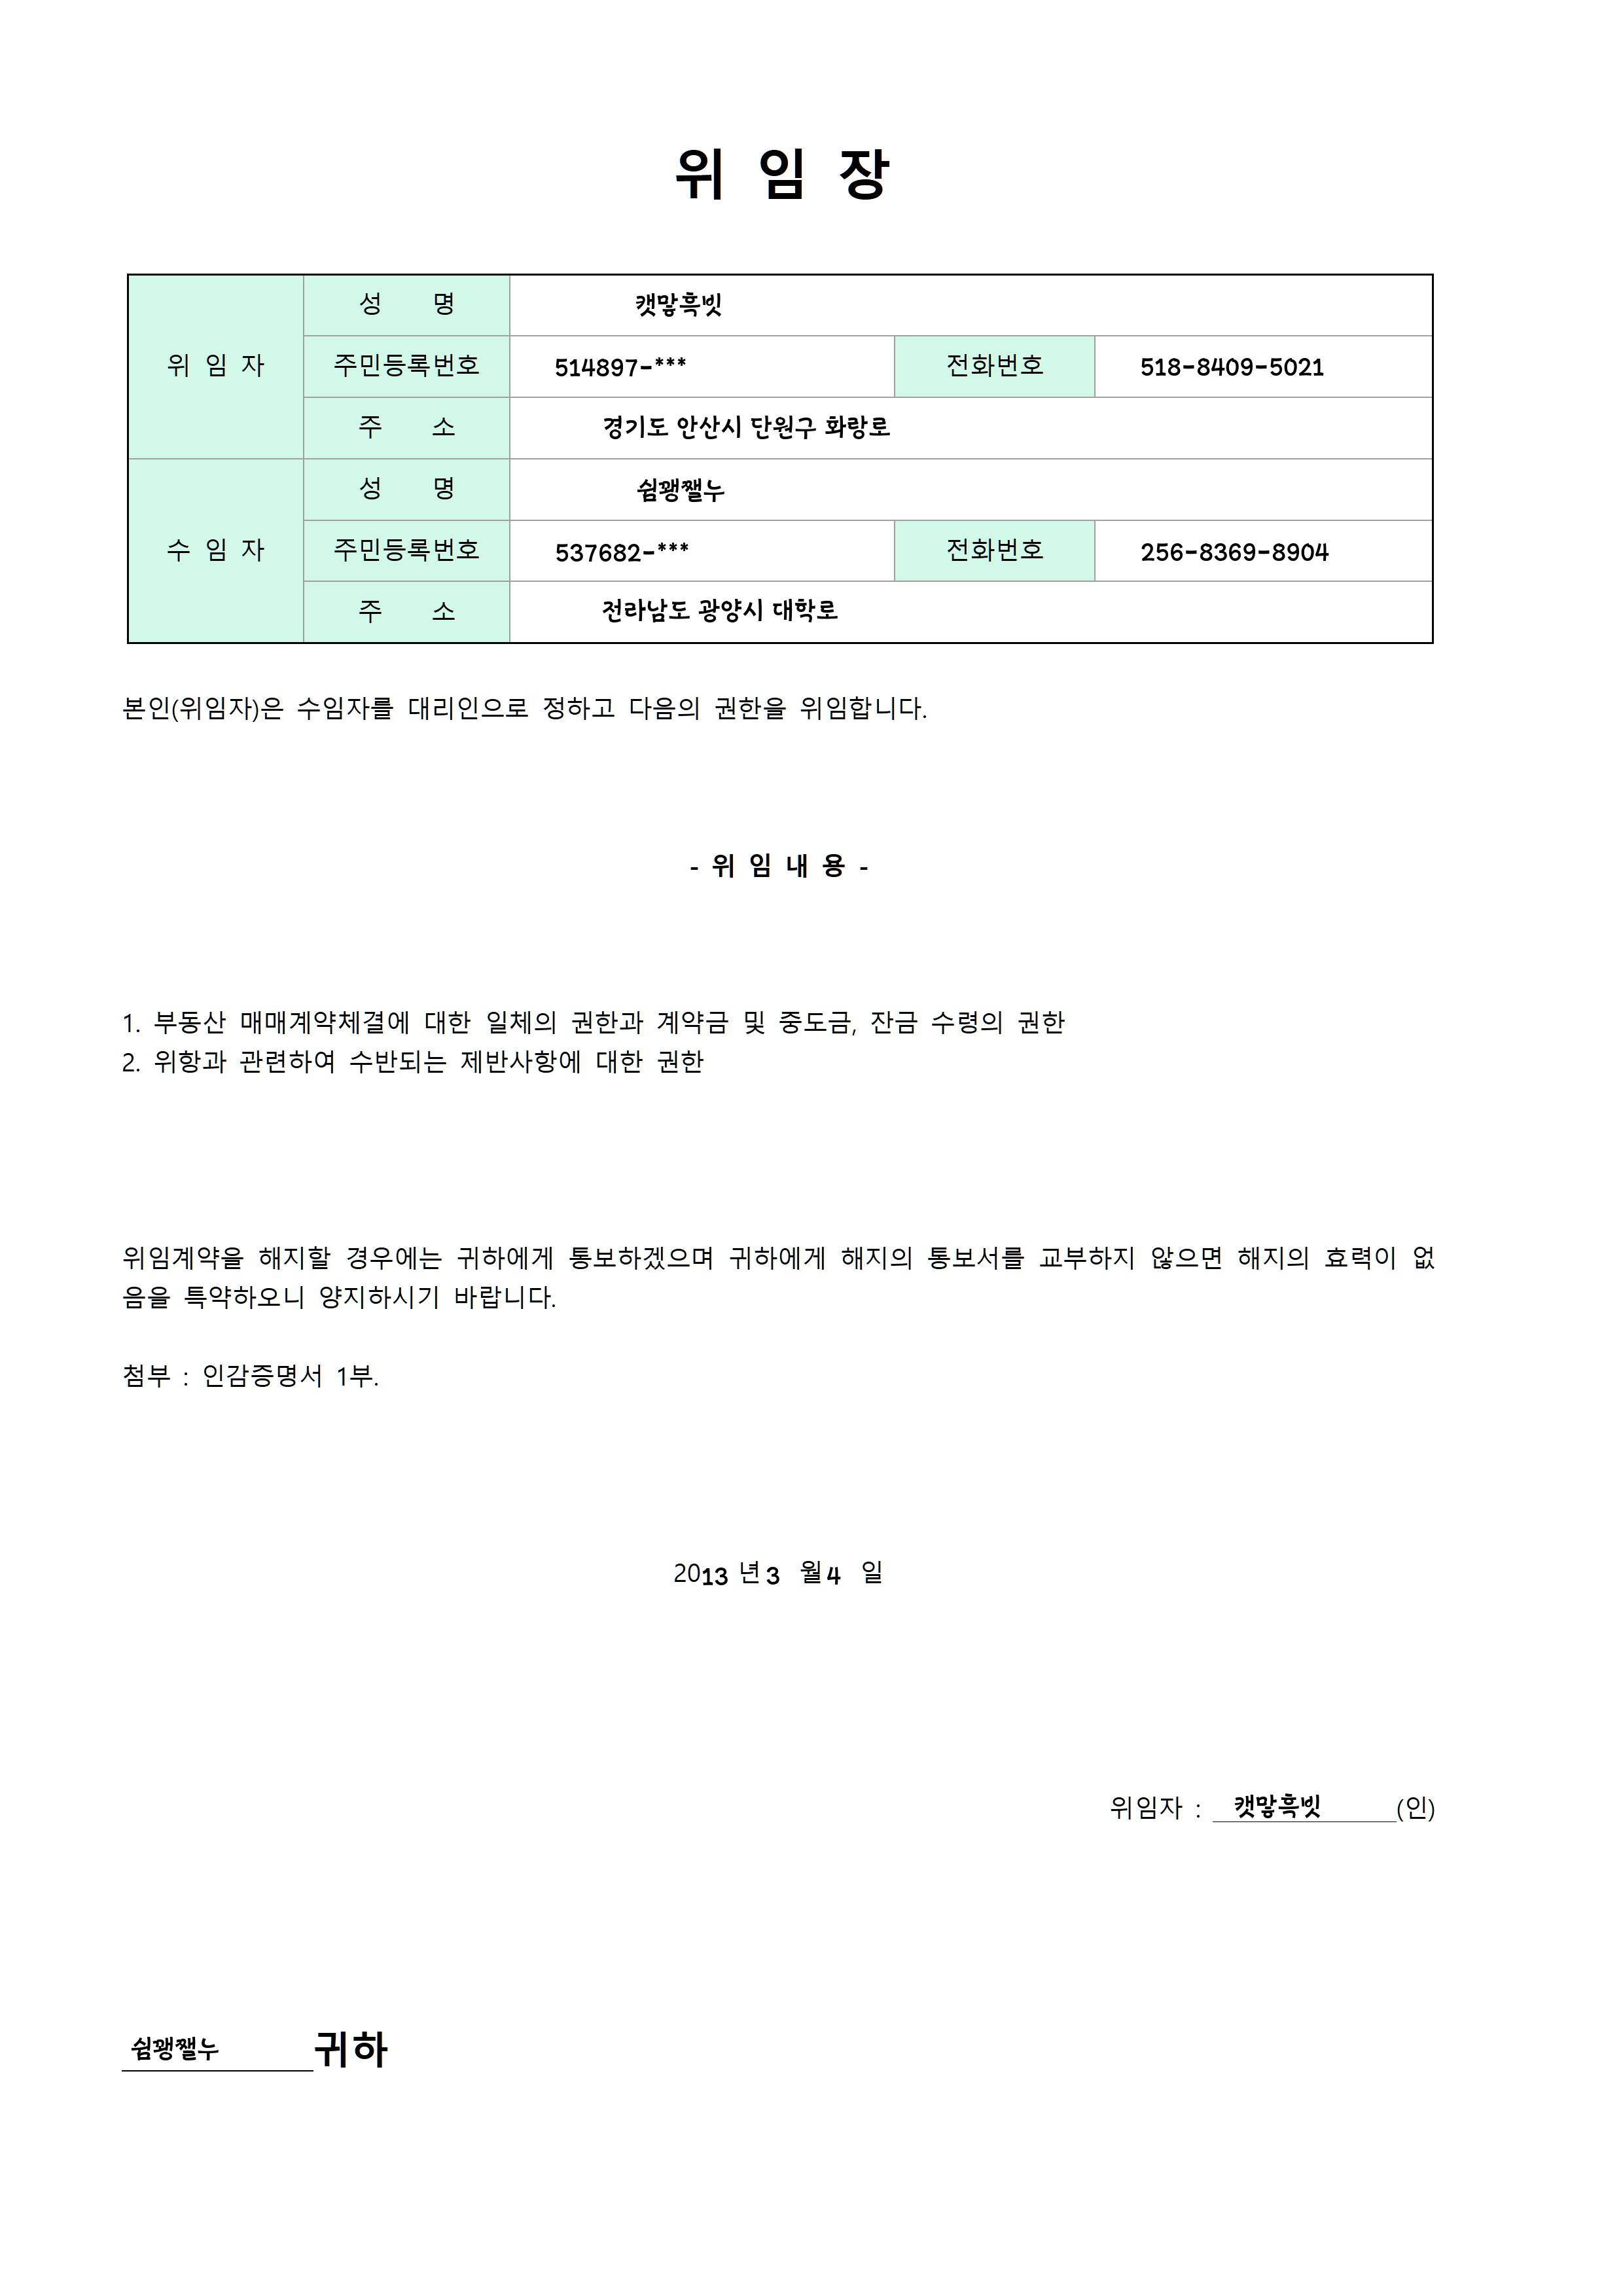 위 임 장
위 임 자
성 명 캣맣흑빗
주민등록번호 514897-*** 전화번호 518-8409-5021
주 소 경기도 안산시 단원구 화랑로
수 임 자
성 명 쉼꽹쨀누
주민등록번호 537682-*** 전화번호 256-8369-8904
주 소 전라남도 광양시 대학로
본인(위임자)은 수임자를 대리인으로 정하고 다음의 권한을 위임합니다.
- 위 임 내 용 -
1. 부동산 매매계약체결에 대한 일체의 권한과 계약금 및 중도금, 잔금 수령의 권한
2. 위항과 관련하여 수반되는 제반사항에 대한 권한
위임계약을 해지할 경우에는 귀하에게 통보하겠으며 귀하에게 해지의 통보서를 교부하지 않으면 해지의 효력이 없
음을 특약하오니 양지하시기 바랍니다.
첨부 : 인감증명서 1부.
2013 년 3 월 4 일
위임자 : 캣맣흑빗 (인)
쉼꽹쨀누 귀하